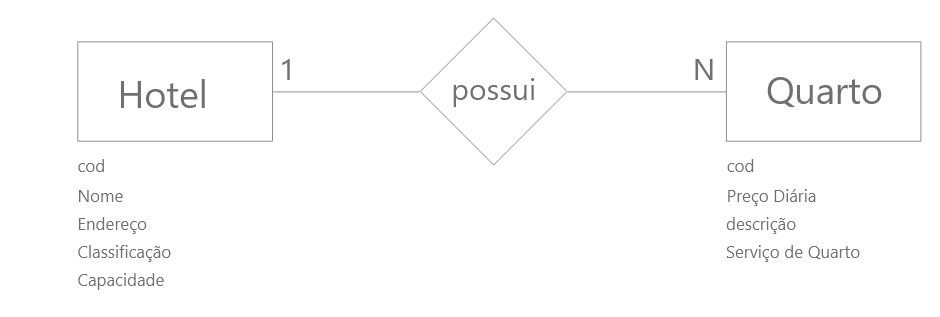 Hotel
1
possui
N
Quarto
cod
Nome
Endereço
Classificação
Capacidade
cod
Preço Diária
descrição
Serviço de Quarto